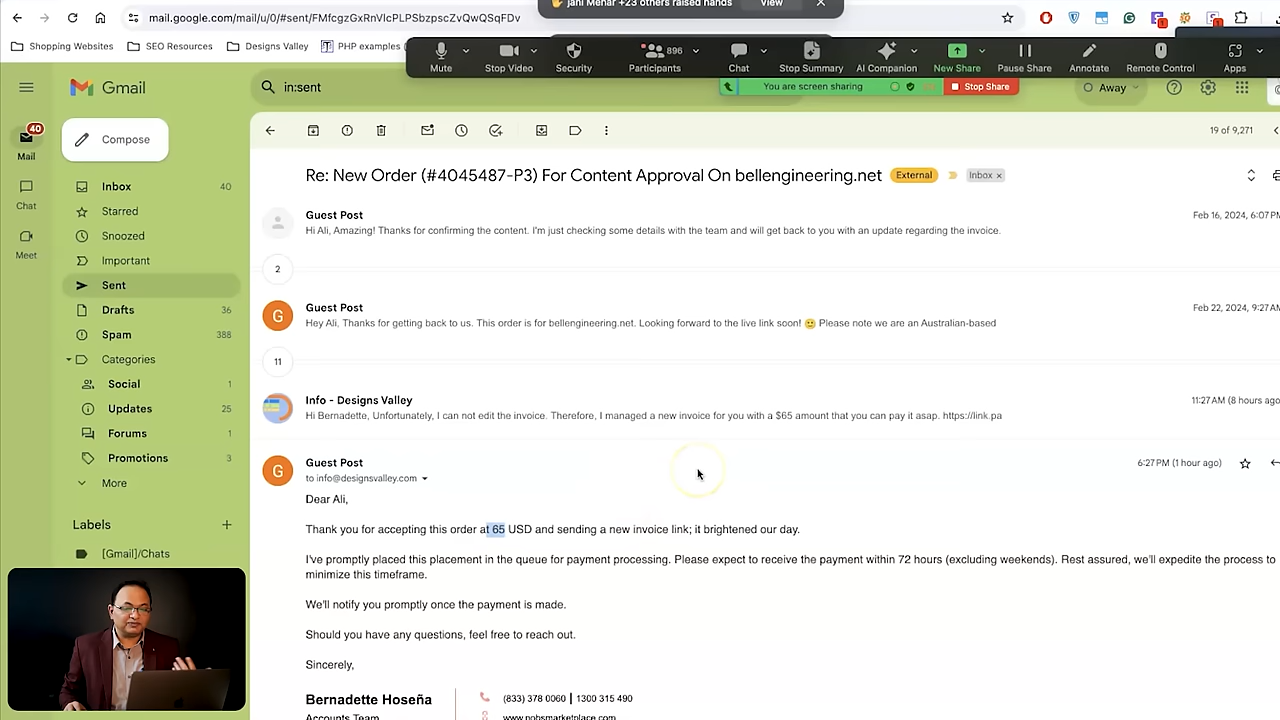 jani Mehar +23 others raised hands View
mail.google.com/mail/u/0/#sent/FMfcgzGxRnVlcPLPSbzpscZvQwQSqFDv
Shopping Websites SEO Resources Designs Valley PHP examples
Mute Stop Video Security Participants 896 Chat Stop Summary AI Companion New Share Pause Share Annotate Remote Control Apps
You are screen sharing Stop Share
Gmail
in:sent
Away
40
Mail
Chat
Meet
Compose
Inbox 40
Starred
Snoozed
Important
Sent
Drafts 36
Spam 388
Categories
Social 1
Updates 25
Forums 1
Promotions 3
More
Labels
[Gmail]/Chats
19 of 9,271
Re: New Order (#4045487-P3) For Content Approval On bellengineering.net External Inbox
Guest Post Feb 16, 2024, 6:07PM
Hi Ali, Amazing! Thanks for confirming the content. I'm just checking some details with the team and will get back to you with an update regarding the invoice.
2
G
Guest Post Feb 22, 2024, 9:27AM
Hey Ali, Thanks for getting back to us. This order is for bellengineering.net. Looking forward to the live link soon! 🙂 Please note we are an Australian-based
11
Info - Designs Valley 11:27AM (8 hours ago)
Hi Bernadette, Unfortunately, I can not edit the invoice. Therefore, I managed a new invoice for you with a $65 amount that you can pay it asap. https://link.pa
G
Guest Post 6:27PM (1 hour ago)
to info@designsvalley.com
Dear Ali,
Thank you for accepting this order at 65 USD and sending a new invoice link; it brightened our day.
I've promptly placed this placement in the queue for payment processing. Please expect to receive the payment within 72 hours (excluding weekends). Rest assured, we'll expedite the process to
minimize this timeframe.
We'll notify you promptly once the payment is made.
Should you have any questions, feel free to reach out.
Sincerely,
Bernadette Hoseña (833) 378 0060 | 1300 315 490
Accounts Team www.pobsmarketplace.com